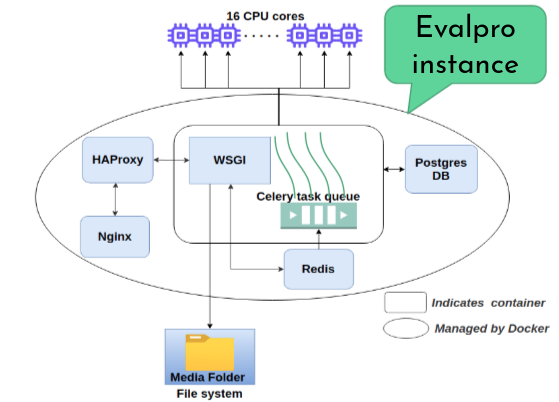 16 CPU cores
Evalpro
instance
HAProxy
WSGI
Postgres
DB
Celery task queue
Nginx
Redis
Indicates container
Managed by Docker
Media Folder
File system